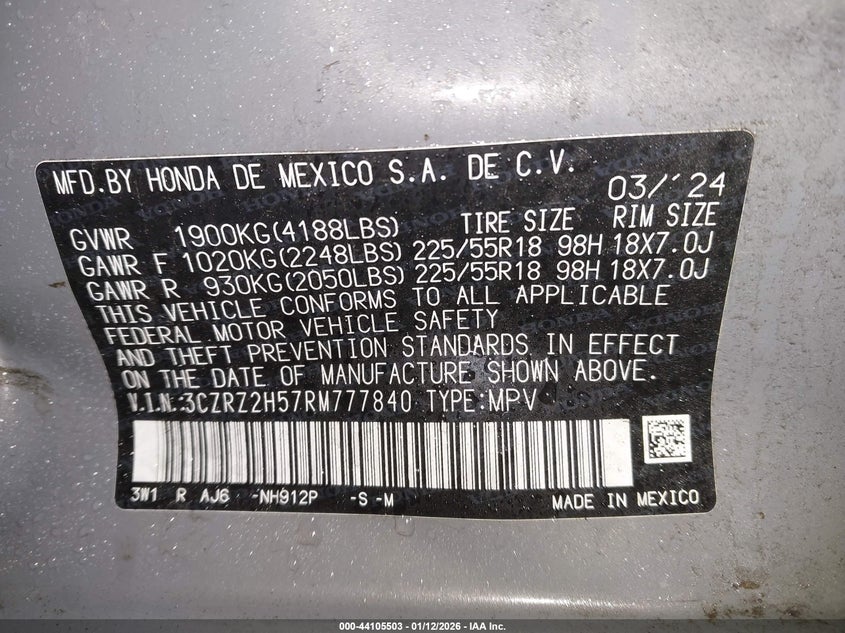 MFD.BY HONDA DE MEXICO S.A. DE C.V. 03/'24
GVWR 1900KG(4188LBS) TIRE SIZE RIM SIZE
GAWR F 1020KG(2248LBS) 225/55R18 98H 18X7.0J
GAWR R 930KG(2050LBS) 225/55R18 98H 18X7.0J
THIS VEHICLE CONFORMS TO ALL APPLICABLE
FEDERAL MOTOR VEHICLE SAFETY
AND THEFT PREVENTION STANDARDS IN EFFECT
ON THE DATE OF MANUFACTURE SHOWN ABOVE.
V.I.N.:3CZRZ2H57RM777840 TYPE:MPV
3W1 R AJ6 -NH912P -S -M MADE IN MEXICO
000-44105503 - 01/12/2026 - IAA Inc.